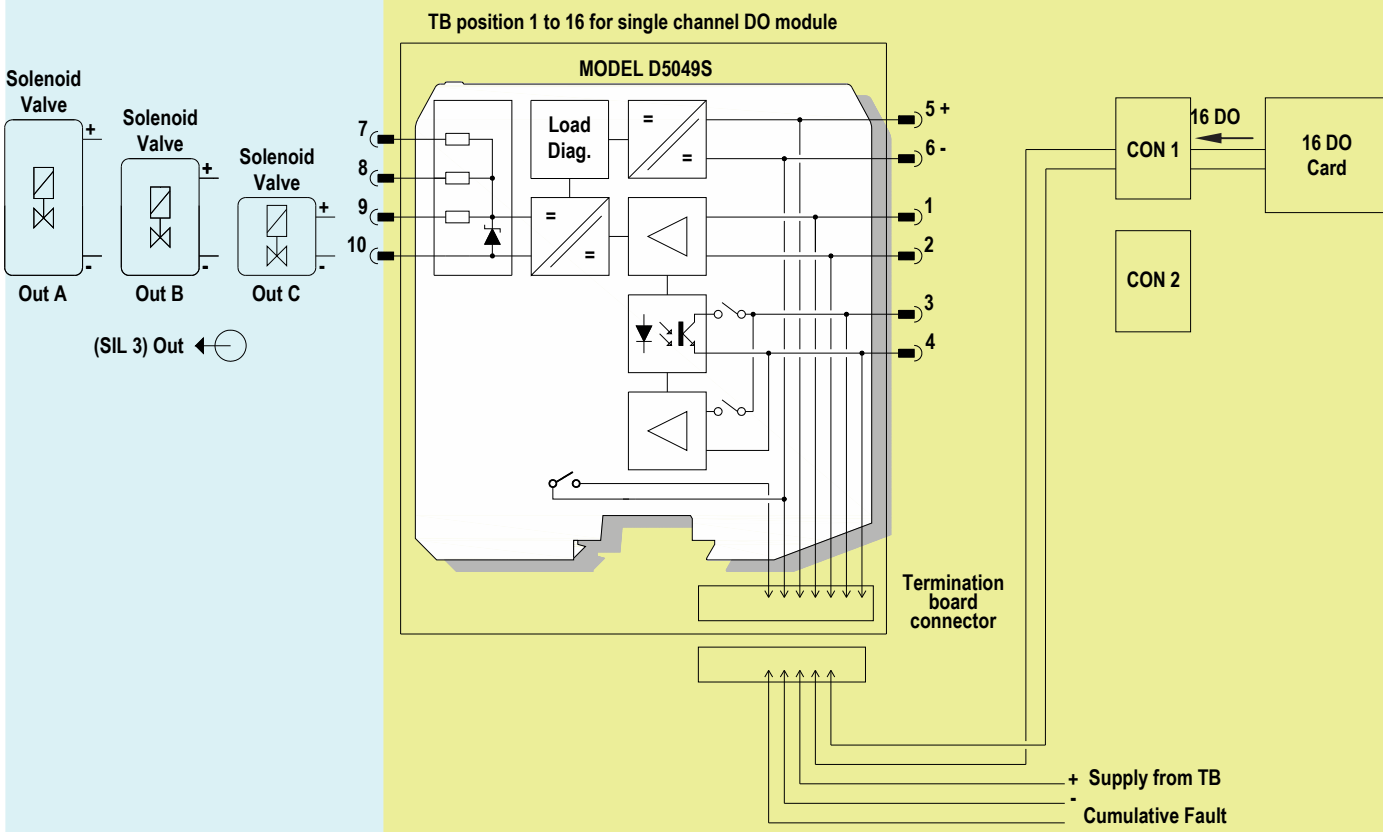 TB position 1 to 16 for single channel DO module
MODEL D5049S
Solenoid
Valve
+
-
Out A
Solenoid
Valve
+
-
Out B
Solenoid
Valve
+
-
Out C
(SIL 3) Out
7
8
9
10
Load
Diag.
=
=
=
=
5 +
6 -
1
2
3
4
CON 1
16 DO
16 DO
Card
CON 2
Termination
board
connector
+ Supply from TB
-
Cumulative Fault